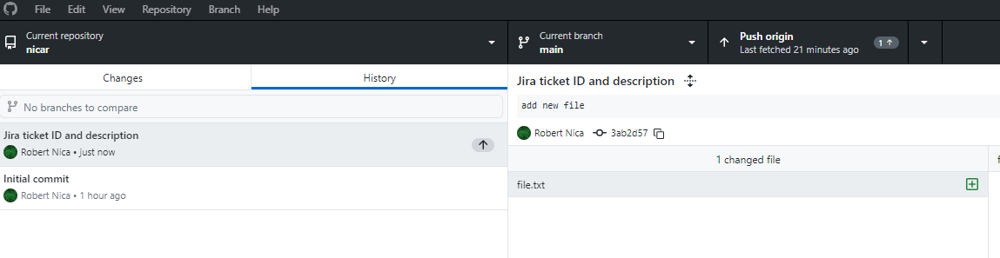 File Edit View Repository Branch Help
Current repository
nicar
Current branch
main
Push origin
Last fetched 21 minutes ago
1
Changes
History
No branches to compare
Jira ticket ID and description
Robert Nica • just now
Initial commit
Robert Nica • 1 hour ago
Jira ticket ID and description
add new file
Robert Nica 3ab2d57
1 changed file
file.txt